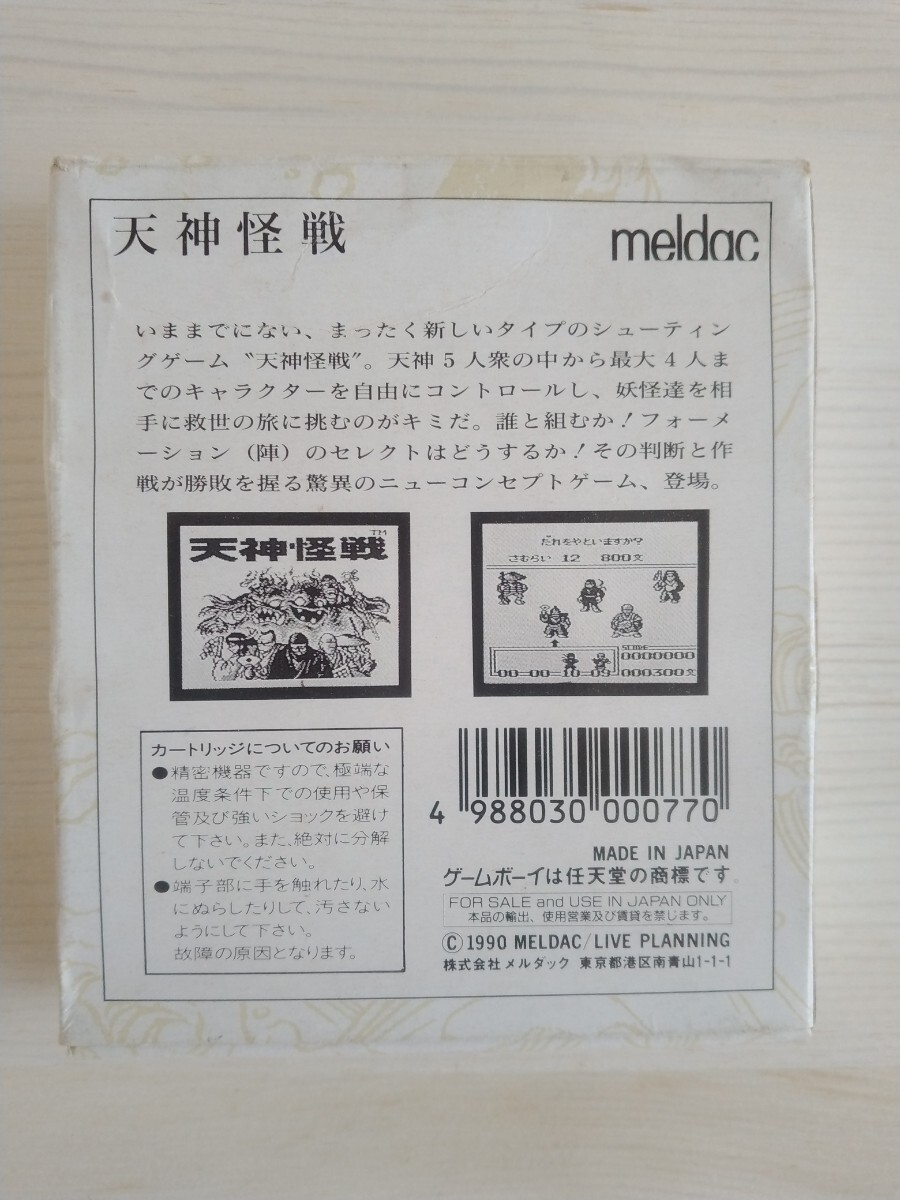 天神怪戦
meldac
いままでにない、まったく新しいタイプのシューティン
グゲーム〝天神怪戦〟。天神5人衆の中から最大4人ま
でのキャラクターを自由にコントロールし、妖怪達を相
手に救世の旅に挑むのがキミだ。誰と組むか！フォーメ
ーション（陣）のセレクトはどうするか！その判断と作
戦が勝敗を握る驚異のニューコンセプトゲーム、登場。
TM
天神怪戦
だれをやといますか?
さむらい 12 800文
SCORE
0000000
00-00-10-09 000300文
カートリッジについてのお願い
●精密機器ですので、極端な
温度条件下での使用や保
管及び強いショックを避け
て下さい。また、絶対に分解
しないでください。
●端子部に手を触れたり、水
にぬらしたりして、汚さない
ようにして下さい。
故障の原因となります。
4 988030 000770
MADE IN JAPAN
ゲームボーイは任天堂の商標です。
FOR SALE and USE IN JAPAN ONLY
本品の輸出、使用営業及び賃貸を禁じます。
©1990 MELDAC/LIVE PLANNING
株式会社メルダック 東京都港区南青山1-1-1